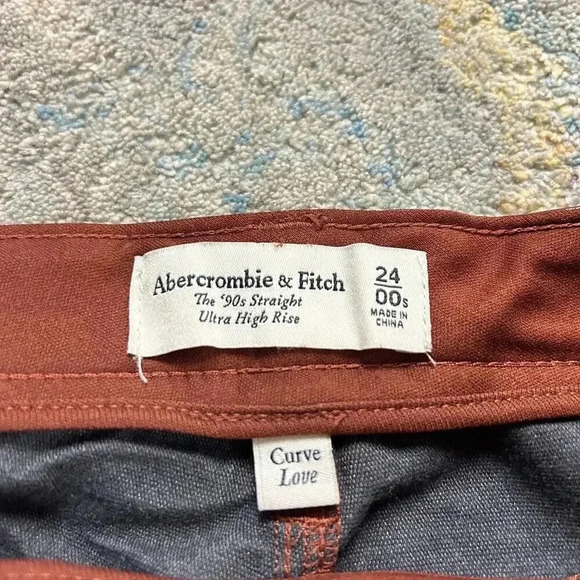 Abercrombie & Fitch
The '90s Straight
Ultra High Rise
24
00s
MADE IN
CHINA
Curve
Love